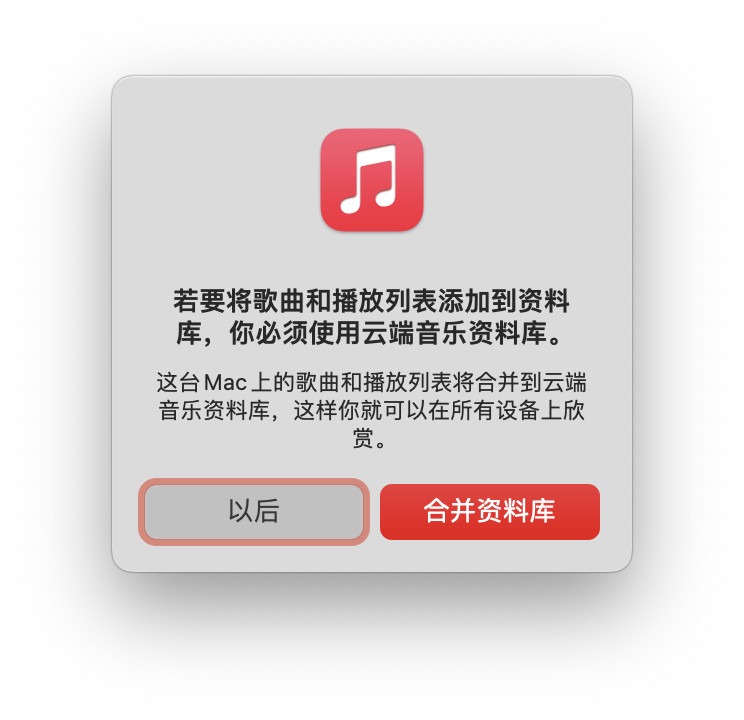 若要将歌曲和播放列表添加到资料
库，你必须使用云端音乐资料库。
这台 Mac 上的歌曲和播放列表将合并到云端
音乐资料库，这样你就可以在所有设备上欣
赏。
以后
合并资料库